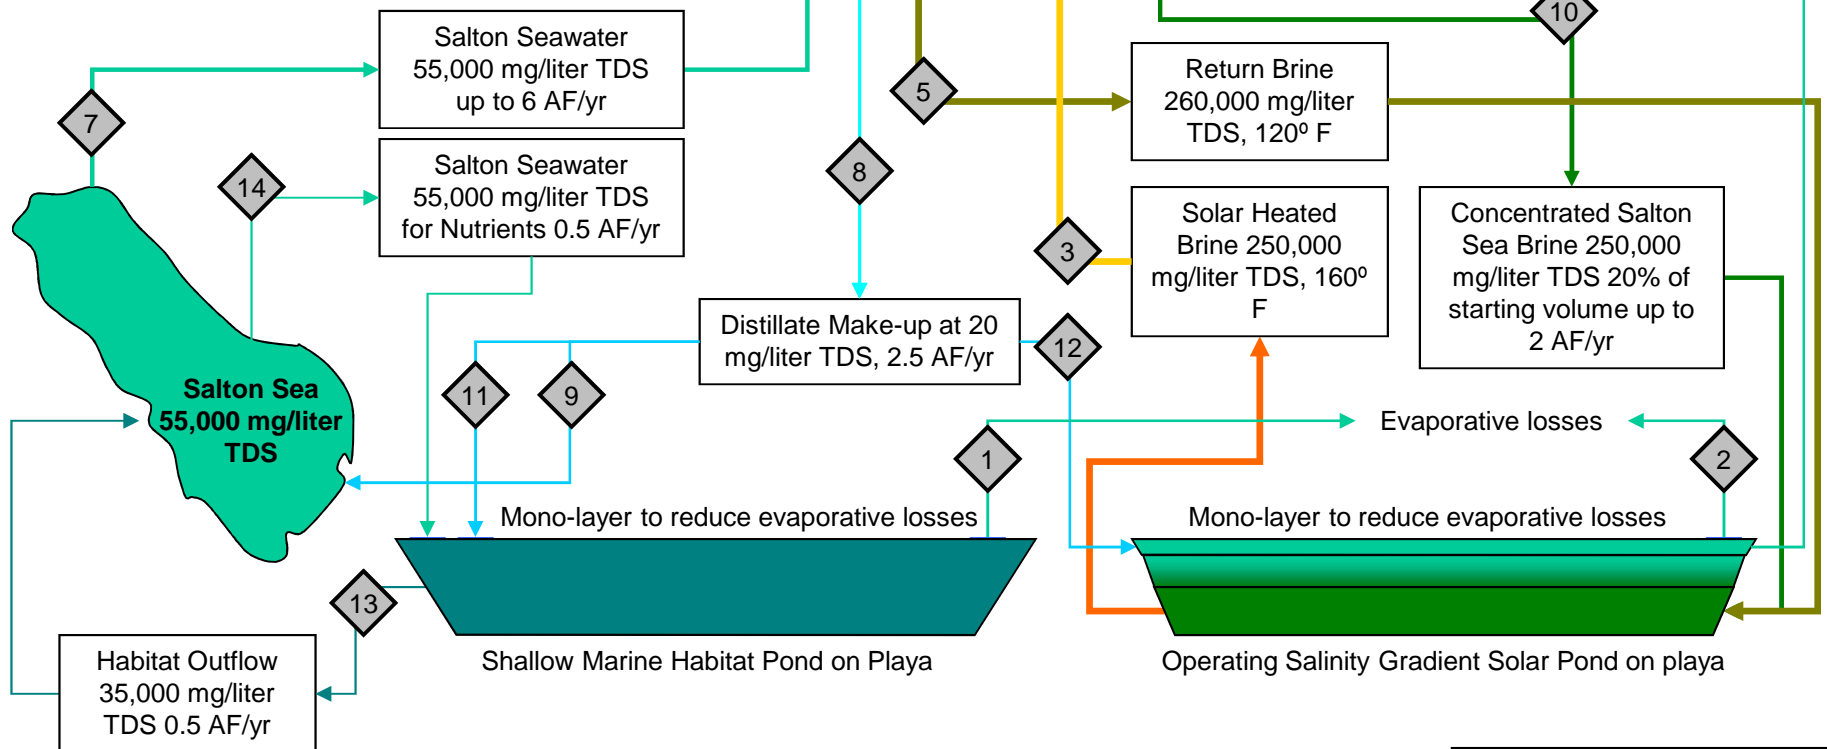 10
Salton Seawater
55,000 mg/liter TDS
up to 6 AF/yr
7
5
Return Brine
260,000 mg/liter
TDS, 120º F
14
Salton Seawater
55,000 mg/liter TDS
for Nutrients 0.5 AF/yr
8
3
Solar Heated
Brine 250,000
mg/liter TDS, 160º
F
Concentrated Salton
Sea Brine 250,000
mg/liter TDS 20% of
starting volume up to
2 AF/yr
Distillate Make-up at 20
mg/liter TDS, 2.5 AF/yr
12
Salton Sea
55,000 mg/liter
TDS
11
9
Evaporative losses
1
2
Mono-layer to reduce evaporative losses
Mono-layer to reduce evaporative losses
13
Shallow Marine Habitat Pond on Playa
Operating Salinity Gradient Solar Pond on playa
Habitat Outflow
35,000 mg/liter
TDS 0.5 AF/yr